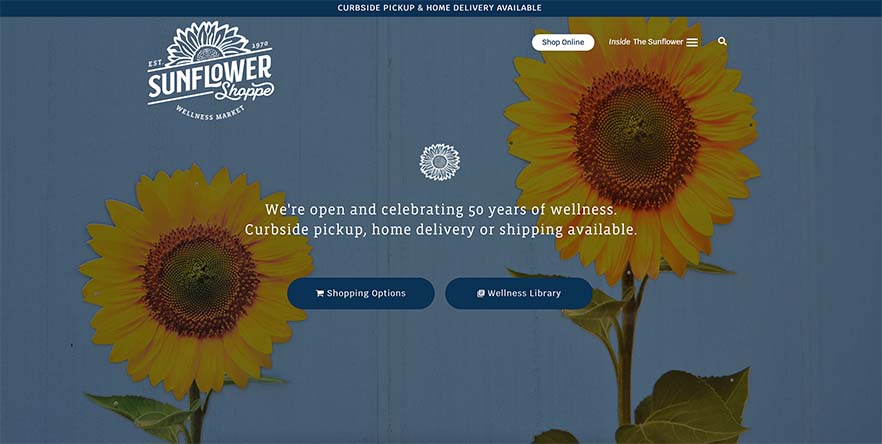 CURBSIDE PICKUP & HOME DELIVERY AVAILABLE
EST. 1970
SUNFLOWER
Shoppe
WELLNESS MARKET
Shop Online
Inside The Sunflower
We're open and celebrating 50 years of wellness.
Curbside pickup, home delivery or shipping available.
Shopping Options
Wellness Library